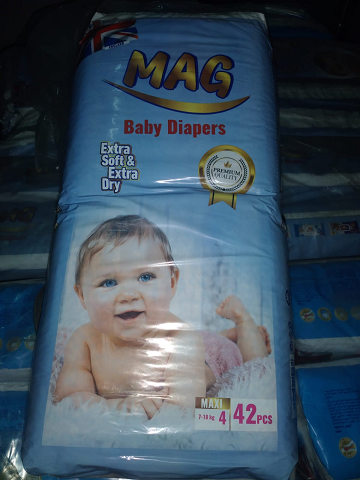 MAG
Baby Diapers
Extra
Soft &
Extra
Dry
PREMIUM
QUALITY
MAXI
7-18 kg 4
42PCS